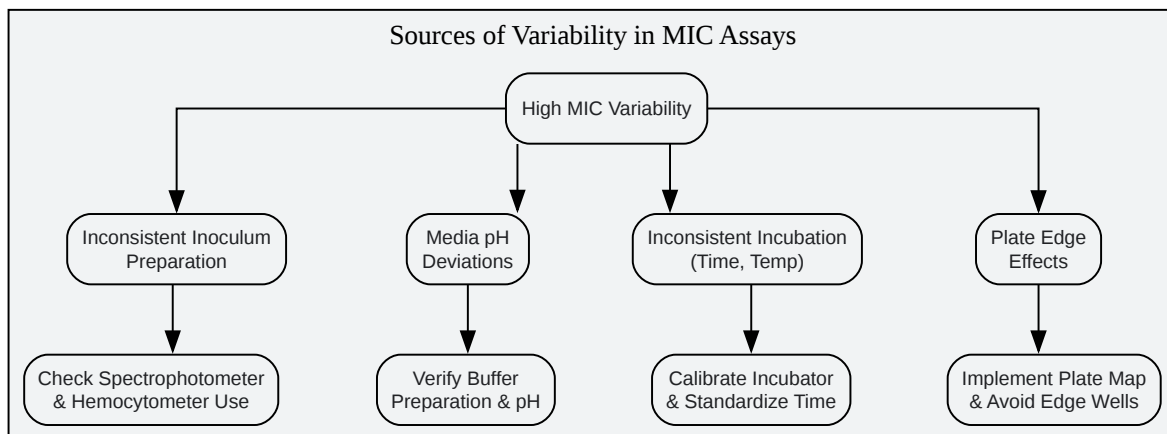 Sources of Variability in MIC Assays
High MIC Variability
Inconsistent Inoculum
Preparation
Media pH
Deviations
Inconsistent Incubation
(Time, Temp)
Plate Edge
Effects
Check Spectrophotometer
& Hemocytometer Use
Verify Buffer
Preparation & pH
Calibrate Incubator
& Standardize Time
Implement Plate Map
& Avoid Edge Wells